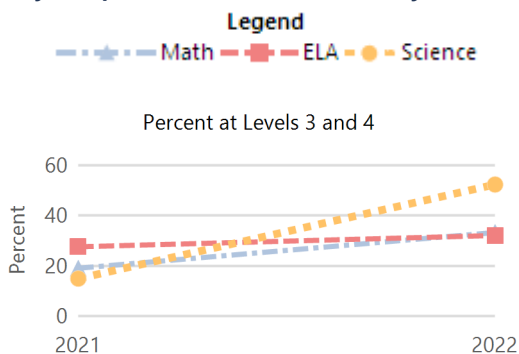 Legend
Math ELA Science
Percent at Levels 3 and 4
60
40
20
0
Percent
2021 2022